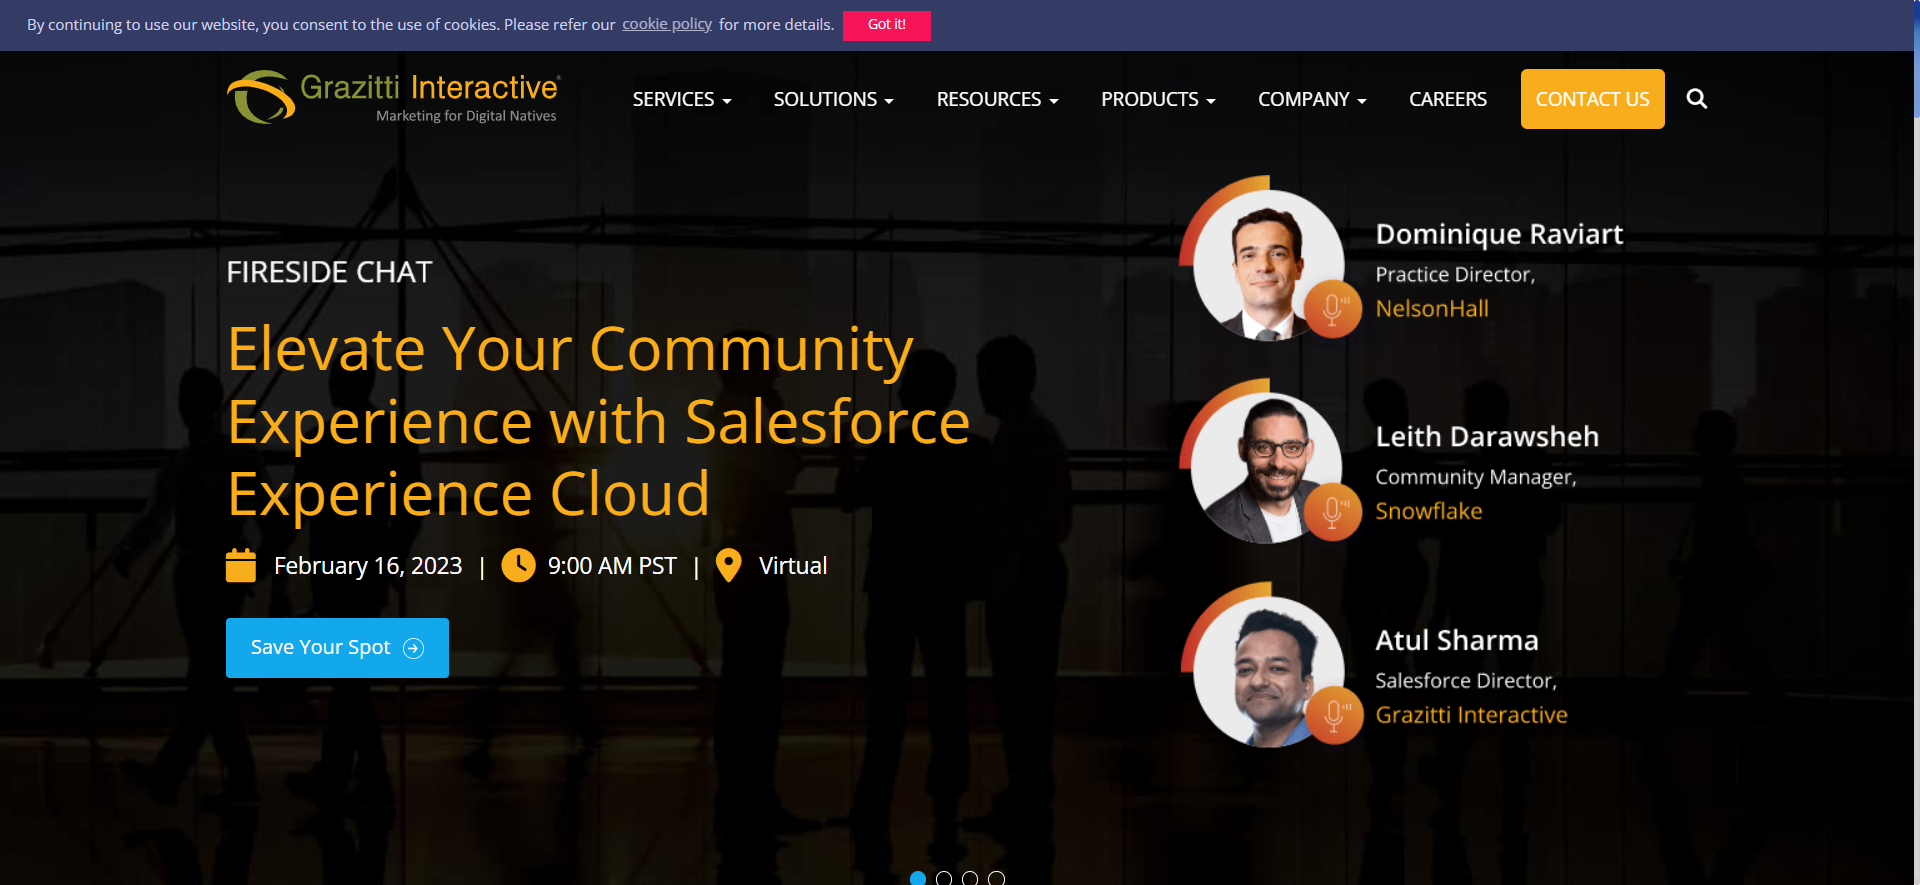 By continuing to use our website, you consent to the use of cookies. Please refer our cookie policy for more details. Got it!
Grazitti Interactive®
Marketing for Digital Natives
SERVICES SOLUTIONS RESOURCES PRODUCTS COMPANY CAREERS CONTACT US
FIRESIDE CHAT
Elevate Your Community
Experience with Salesforce
Experience Cloud
February 16, 2023 | 9:00 AM PST | Virtual
Save Your Spot
Dominique Raviart
Practice Director,
NelsonHall
Leith Darawsheh
Community Manager,
Snowflake
Atul Sharma
Salesforce Director,
Grazitti Interactive